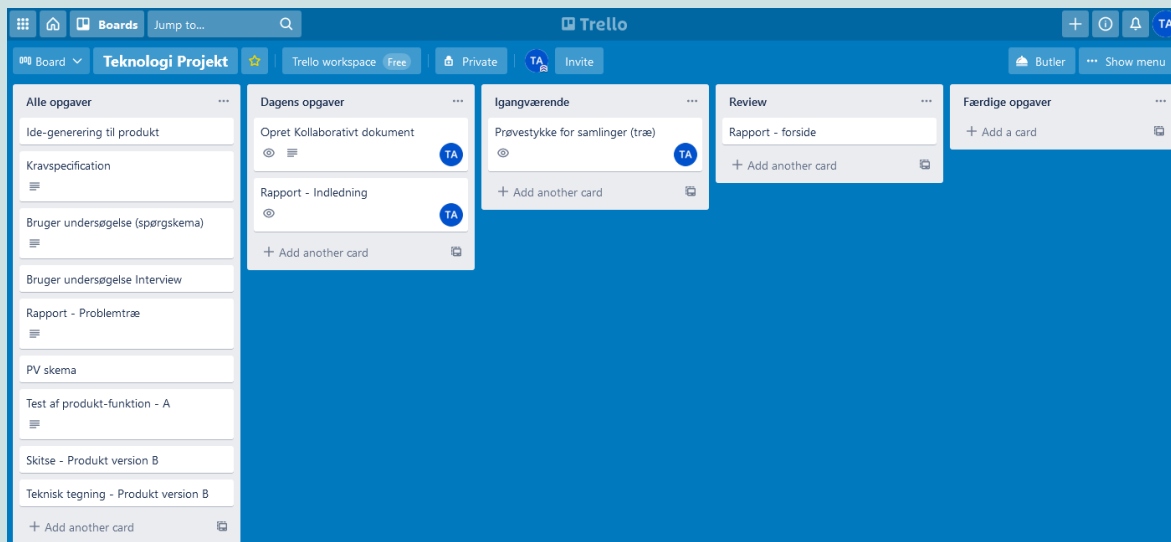 Boards
Jump to...
Trello
TA
Board
Teknologi Projekt
Trello workspace Free
Private
TA
Invite
Butler
Show menu
Alle opgaver
Ide-generering til produkt
Kravspecification
Bruger undersøgelse (spørgskema)
Bruger undersøgelse Interview
Rapport - Problemtræ
PV skema
Test af produkt-funktion - A
Skitse - Produkt version B
Teknisk tegning - Produkt version B
+ Add another card
Dagens opgaver
Opret Kollaborativt dokument
TA
Rapport - Indledning
TA
+ Add another card
Igangværende
Prøvestykke for samlinger (træ)
TA
+ Add another card
Review
Rapport - forside
+ Add another card
Færdige opgaver
+ Add a card